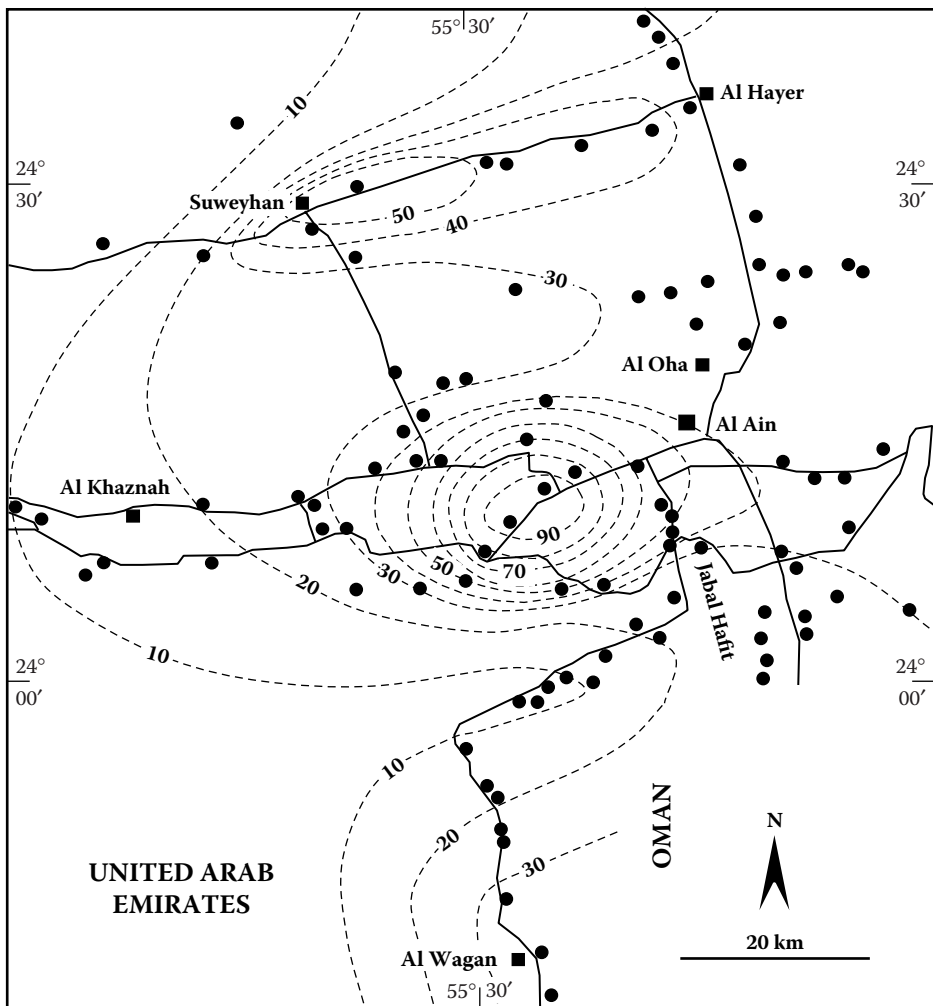 55° 30′
10
Al Hayer
24°
30′
24°
30′
Suweyhan
50
40
30
Al Oha
Al Ain
Al Khaznah
90
50
70
30
20
10
Jabal Hafit
24°
00′
24°
00′
10
20
30
OMAN
N
UNITED ARAB
EMIRATES
20 km
Al Wagan
55° 30′